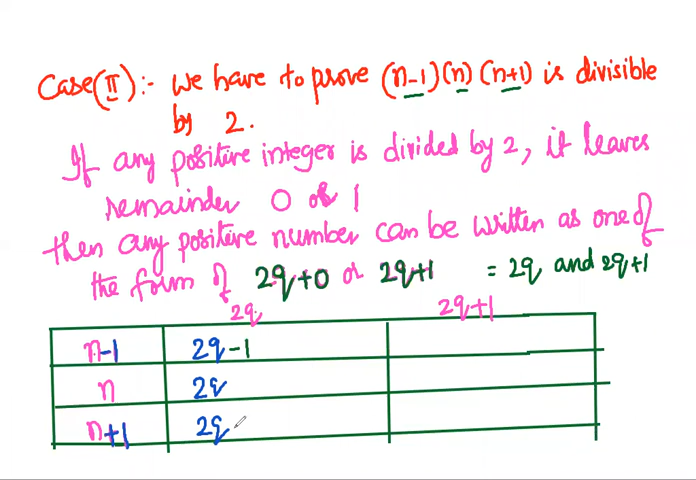 Case(II):- We have to prove (n-1)(n)(n+1) is divisible
by 2.
If any positive integer is divided by 2, it leaves
remainder 0 or 1
then any positive number can be written as one of
the form of 2q+0 or 2q+1 = 2q and 2q+1
2q 2q+1
n-1 2q-1
n 2q
n+1 2q